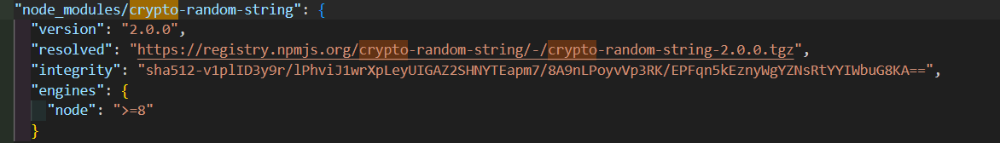 "node_modules/crypto-random-string": {
"version": "2.0.0",
"resolved": "https://registry.npmjs.org/crypto-random-string/-/crypto-random-string-2.0.0.tgz",
"integrity": "sha512-v1plID3y9r/lPhviJ1wrXpLeyUIGAZ2SHNYTEapm7/8A9nLPoyvVp3RK/EPFqn5kEznyWgYZNsRtYYIWbuG8KA==",
"engines": {
"node": ">=8"
}